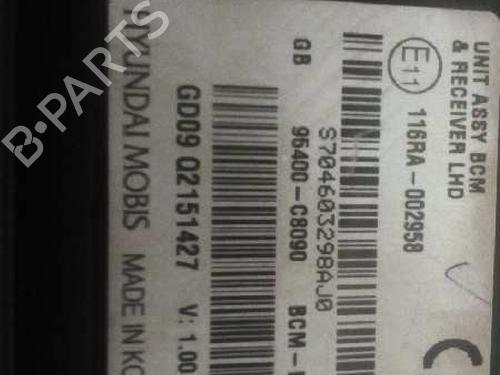 UNIT ASSY BCM
& RECEIVER LHD
E11
116RA-002958
S704603298AJ0
GB
95400-C8090
BCM-
GD09 02151427
V: 1.00
HYUNDAI MOBIS
MADE IN KO
B-PARTS